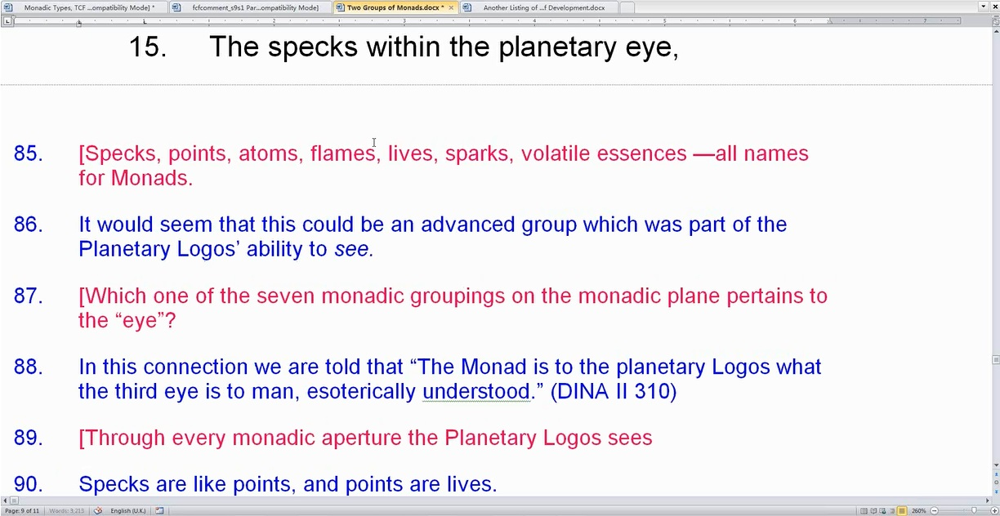 Monadic Types, TCF ...ompatibility Mode] *
fcfcomment_s9s1 Par...ompatibility Mode]
Two Groups of Monads.docx *
Another Listing of ...f Development.docx
15. The specks within the planetary eye,
85. [Specks, points, atoms, flames, lives, sparks, volatile essences —all names
for Monads.
86. It would seem that this could be an advanced group which was part of the
Planetary Logos’ ability to see.
87. [Which one of the seven monadic groupings on the monadic plane pertains to
the “eye”?
88. In this connection we are told that “The Monad is to the planetary Logos what
the third eye is to man, esoterically understood.” (DINA II 310)
89. [Through every monadic aperture the Planetary Logos sees
90. Specks are like points, and points are lives.
Page: 9 of 11 Words: 3,213 English (U.K.) 260%